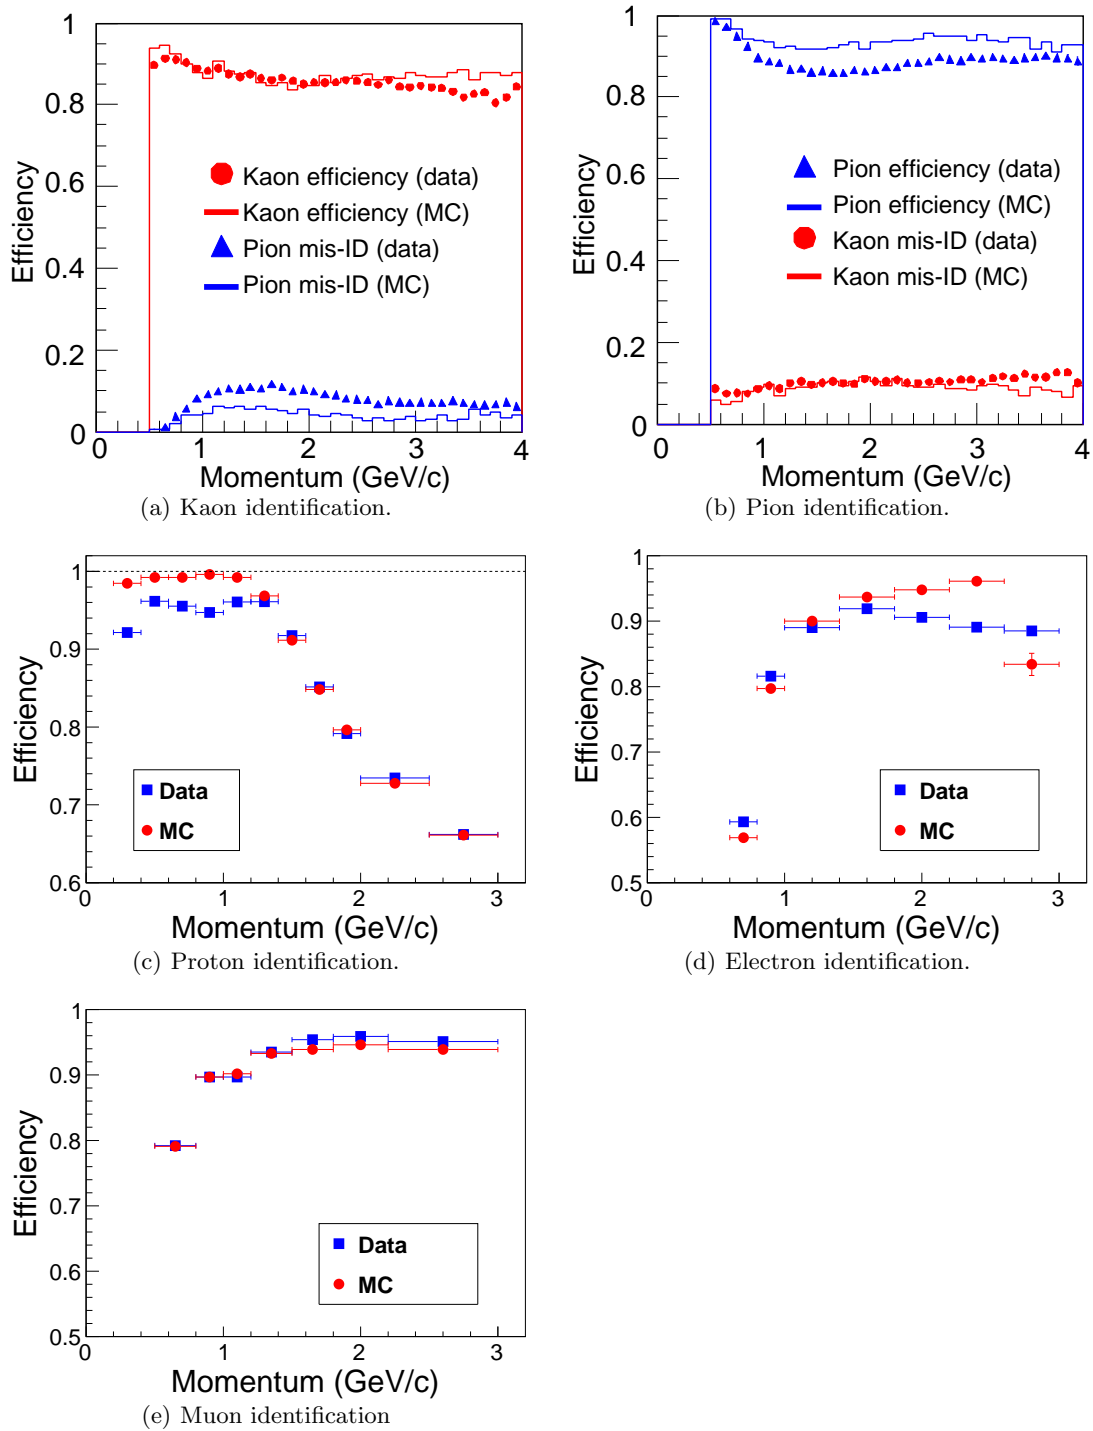 1
0.8
0.6
0.4
0.2
0
Efficiency
Kaon efficiency (data)
Kaon efficiency (MC)
Pion mis-ID (data)
Pion mis-ID (MC)
0 1 2 3 4
Momentum (GeV/c)
(a) Kaon identification.
1
0.8
0.6
0.4
0.2
0
Efficiency
Pion efficiency (data)
Pion efficiency (MC)
Kaon mis-ID (data)
Kaon mis-ID (MC)
0 1 2 3 4
Momentum (GeV/c)
(b) Pion identification.
1
0.9
0.8
0.7
0.6
Efficiency
Data
MC
0 1 2 3
Momentum (GeV/c)
(c) Proton identification.
1
0.9
0.8
0.7
0.6
0.5
Efficiency
Data
MC
0 1 2 3
Momentum (GeV/c)
(d) Electron identification.
1
0.9
0.8
0.7
0.6
0.5
Efficiency
Data
MC
0 1 2 3
Momentum (GeV/c)
(e) Muon identification